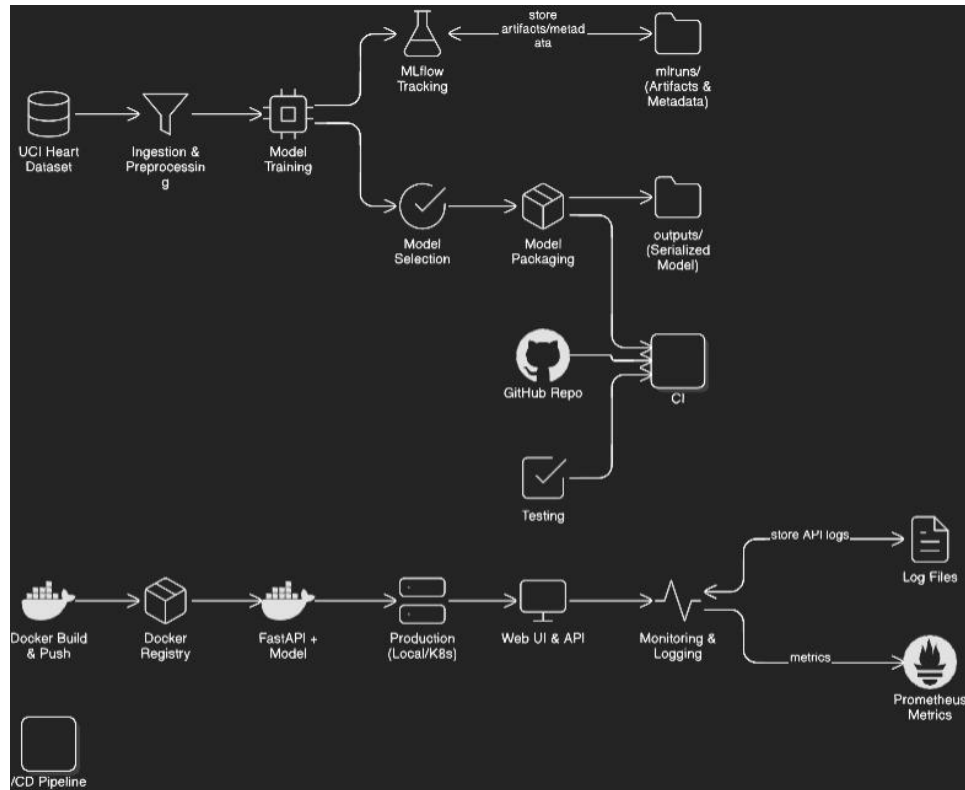 store
artifacts/metad
ata
MLflow
Tracking
mlruns/
(Artifacts &
Metadata)
UCI Heart
Dataset
Ingestion &
Preprocessin
g
Model
Training
Model
Selection
Model
Packaging
outputs/
(Serialized
Model)
GitHub Repo
CI
Testing
store API logs
Log Files
Docker Build
& Push
Docker
Registry
FastAPI +
Model
Production
(Local/K8s)
Web UI & API
Monitoring &
Logging
metrics
Prometheus
Metrics
/CD Pipeline